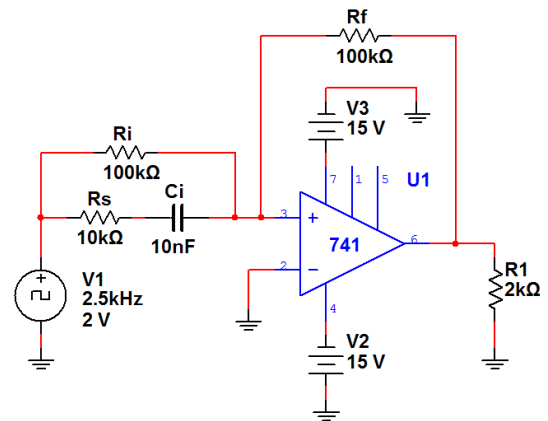 Rf
100kΩ
V3
15 V
Ri
100kΩ
7
1
5
U1
Rs
Ci
10kΩ
10nF
3
+
741
6
2
−
+
V1
2.5kHz
2 V
4
R1
2kΩ
V2
15 V